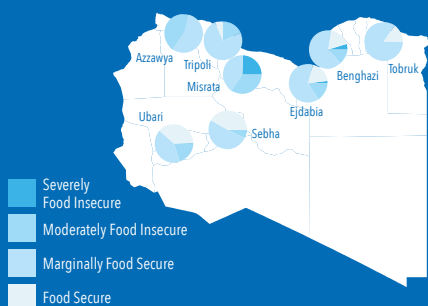 Azzawya
Tripoli
Misrata
Benghazi
Tobruk
Ejdabia
Ubari
Sebha
Severely
Food Insecure
Moderately Food Insecure
Marginally Food Secure
Food Secure